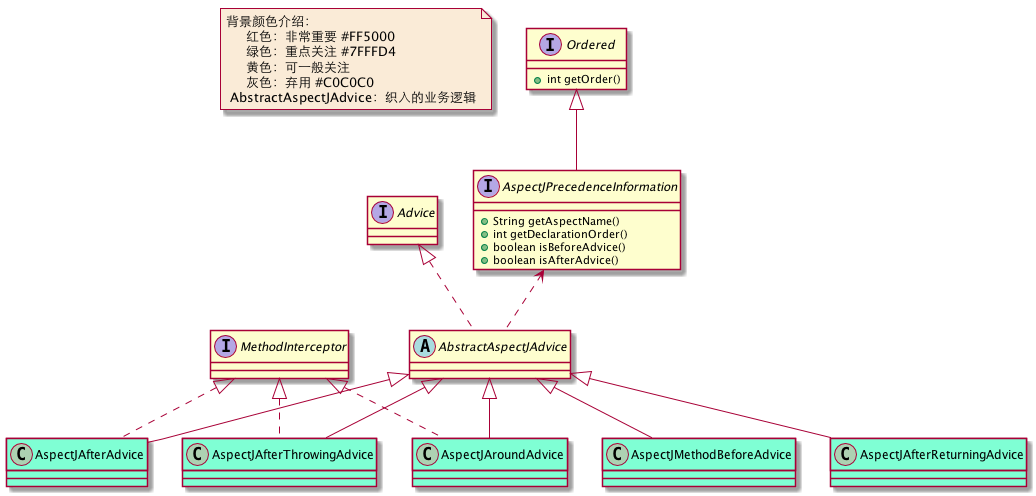 背景颜色介绍：
红色：非常重要 #FF5000
绿色：重点关注 #7FFFD4
黄色：可一般关注
灰色：弃用 #C0C0C0
AbstractAspectJAdvice：织入的业务逻辑
I Ordered
int getOrder()
I AspectJPrecedenceInformation
String getAspectName()
int getDeclarationOrder()
boolean isBeforeAdvice()
boolean isAfterAdvice()
I Advice
I MethodInterceptor
A AbstractAspectJAdvice
C AspectJAfterAdvice
C AspectJAfterThrowingAdvice
C AspectJAroundAdvice
C AspectJMethodBeforeAdvice
C AspectJAfterReturningAdvice